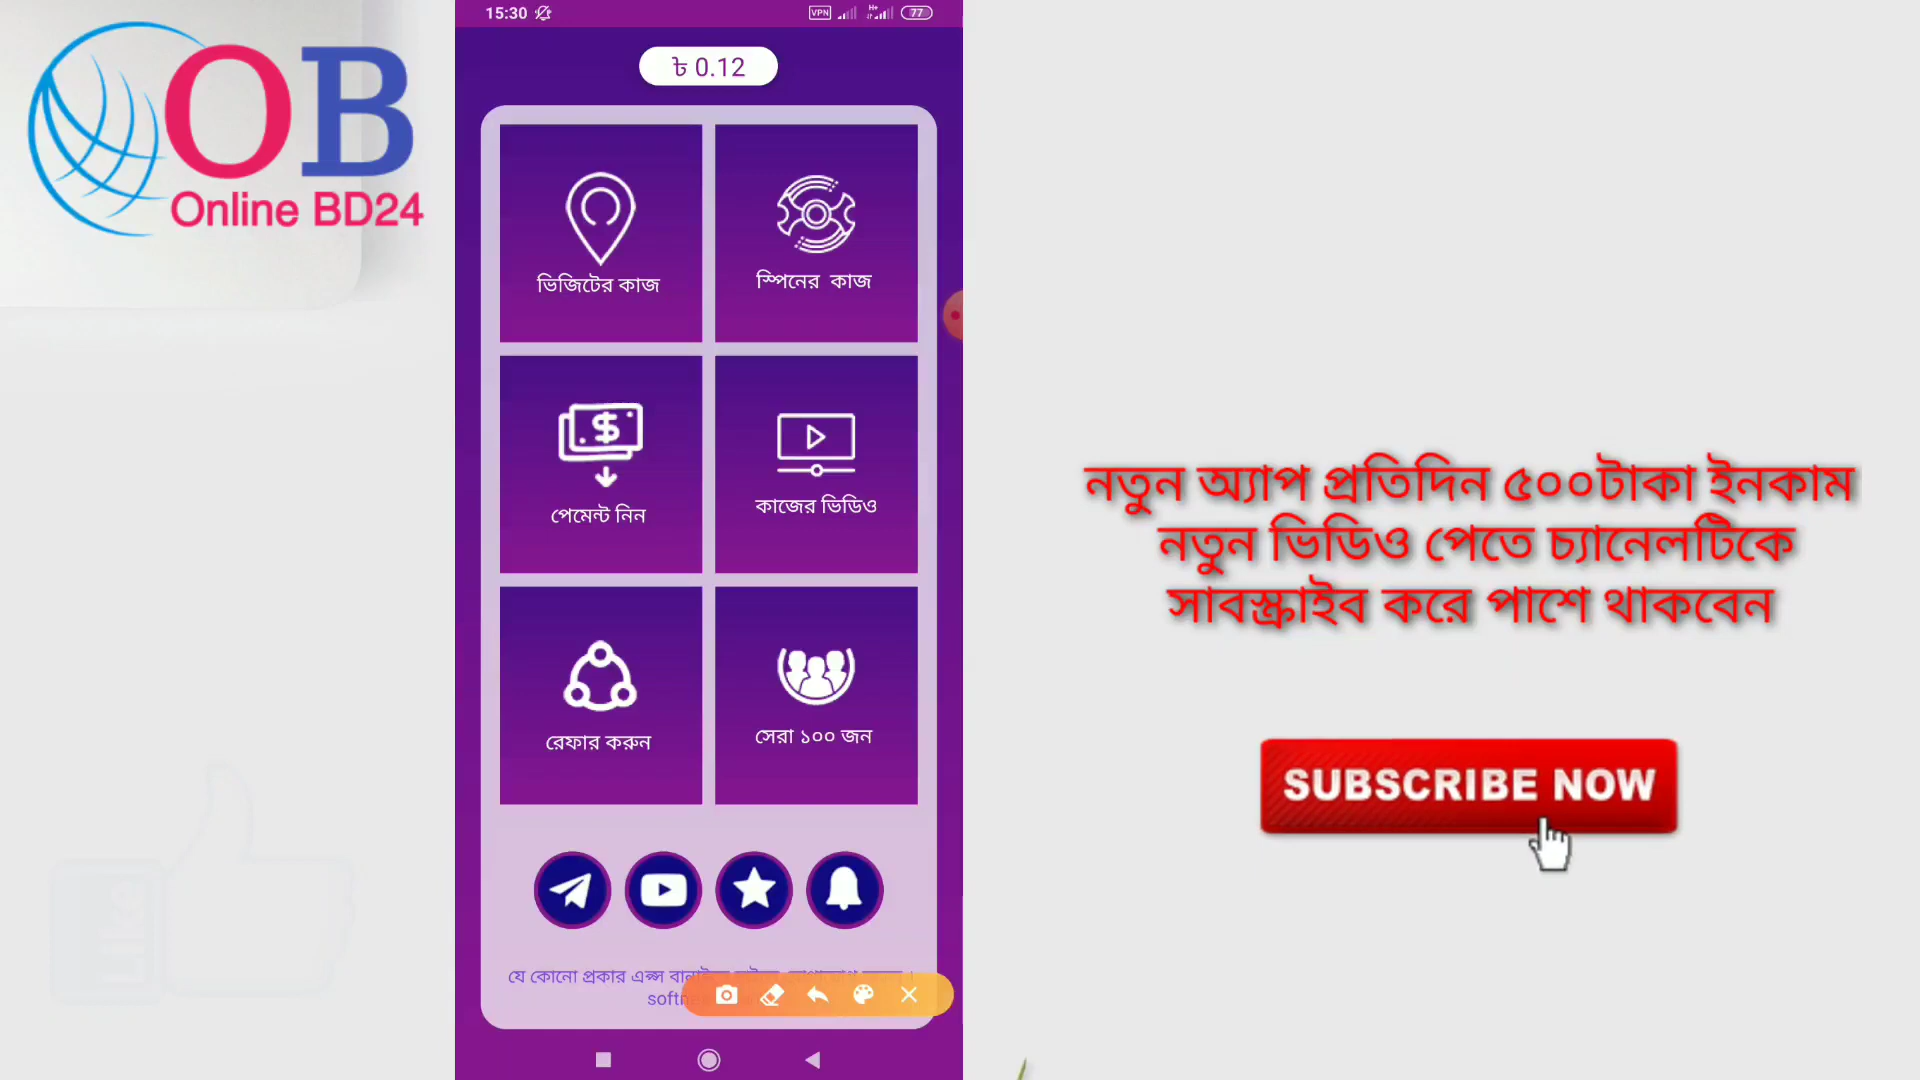 OB
Online BD24
15:30
VPN
H+
77
৳ 0.12
ভিজিটের কাজ
স্পিনের কাজ
পেমেন্ট নিন
কাজের ভিডিও
রেফার করুন
সেরা ১০০ জন
যে কোনো প্রকার এপ্স
নতুন অ্যাপ প্রতিদিন ৫০০টাকা ইনকাম
নতুন ভিডিও পেতে চ্যানেলটিকে
সাবস্ক্রাইব করে পাশে থাকবেন
SUBSCRIBE NOW